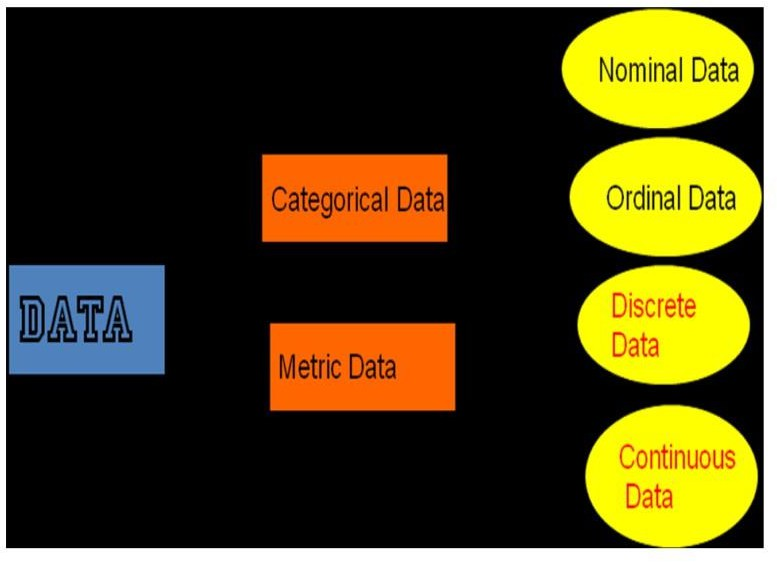 Nominal Data
Categorical Data
Ordinal Data
DATA
Discrete
Data
Metric Data
Continuous
Data